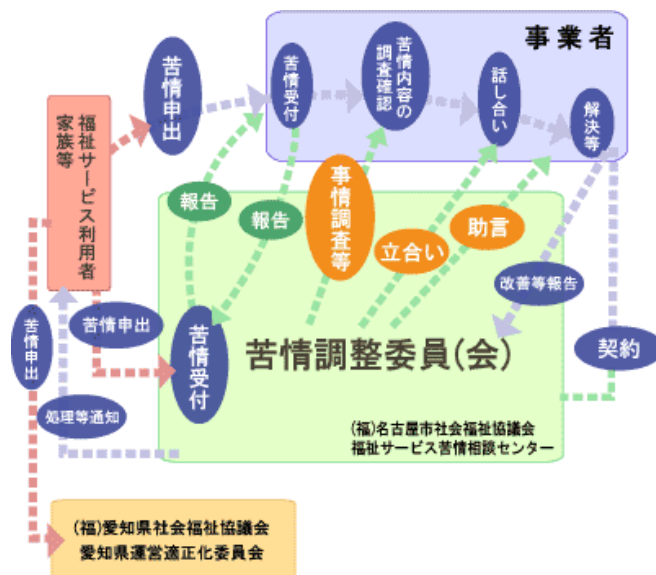 事業者
苦情申出
苦情受付
苦情内容の
調査確認
話し合い
解決等
福祉サービス利用者
家族等
報告
報告
事情調査等
立合い
助言
改善等報告
苦情申出
苦情申出
苦情受付
苦情調整委員(会)
契約
処理等通知
(福)名古屋市社会福祉協議会
福祉サービス苦情相談センター
(福)愛知県社会福祉協議会
愛知県運営適正化委員会